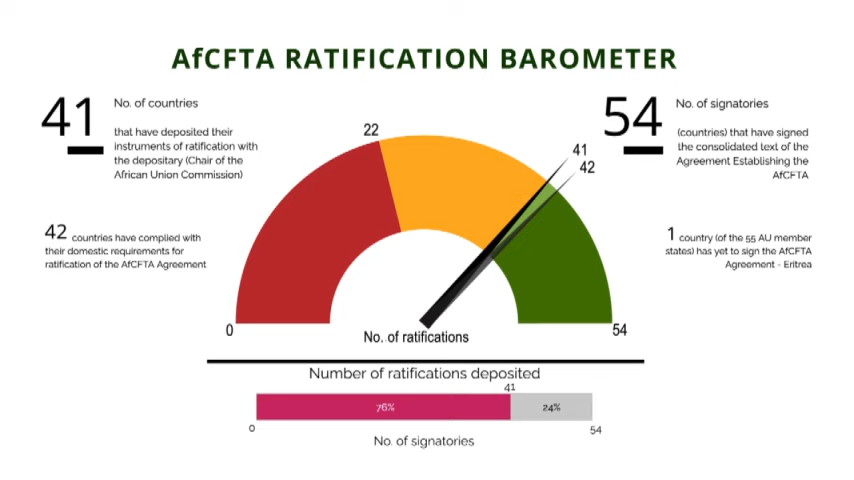 AfCFTA RATIFICATION BAROMETER
41
No. of countries
that have deposited their
instruments of ratification with
the depositary (Chair of the
African Union Commission)
42 countries have complied with
their domestic requirements for
ratification of the AfCFTA Agreement
54
No. of signatories
(countries) that have signed
the consolidated text of the
Agreement Establishing the
AfCFTA
1 country (of the 55 AU member
states) has yet to sign the AfCFTA
Agreement - Eritrea
22
41
42
0
54
No. of ratifications
Number of ratifications deposited
41
76%
24%
0
54
No. of signatories